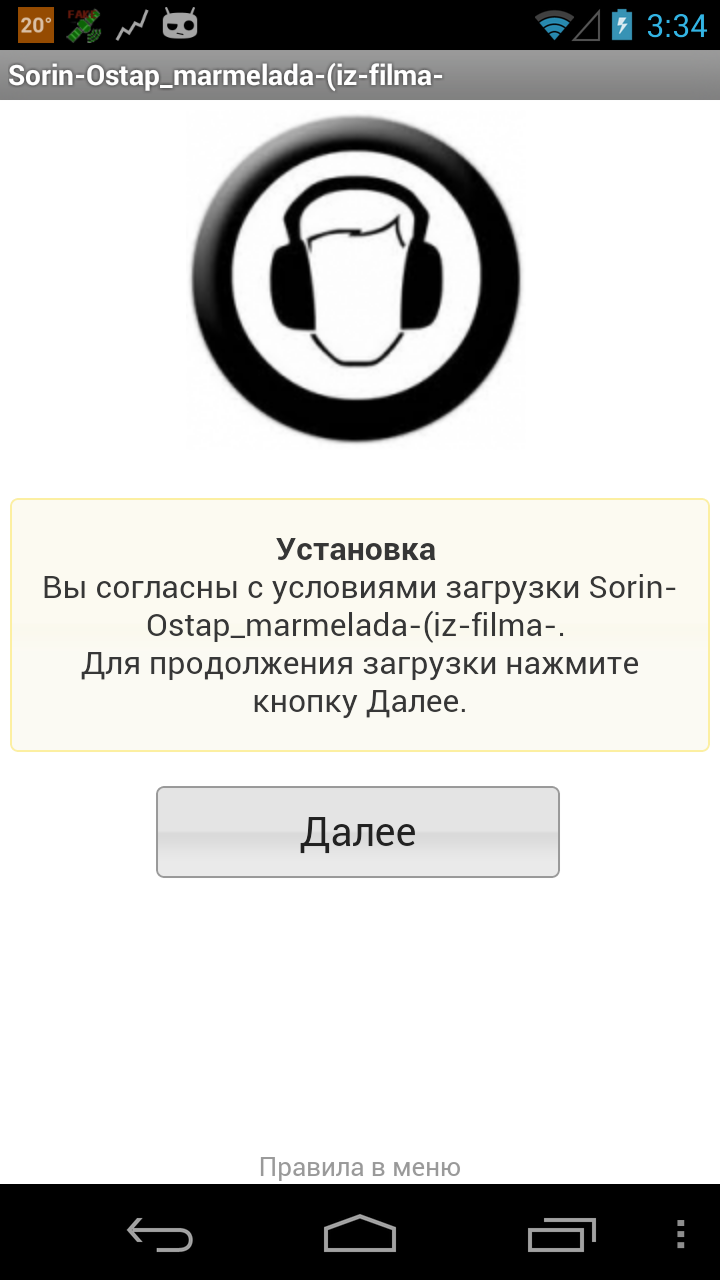 20°
FAKE
3:34
Sorin-Ostap_marmelada-(iz-filma-
Установка
Вы согласны с условиями загрузки Sorin-
Ostap_marmelada-(iz-filma-.
Для продолжения загрузки нажмите
кнопку Далее.
Далее
Правила в меню